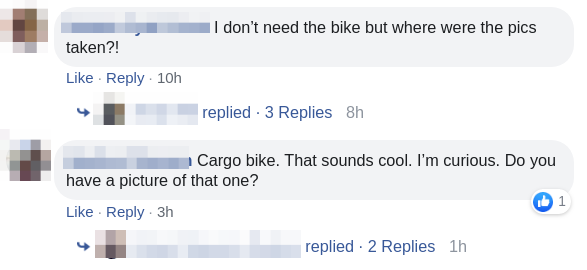 I don’t need the bike but where were the pics
taken?!
Like · Reply · 10h
replied · 3 Replies 8h
Cargo bike. That sounds cool. I’m curious. Do you
have a picture of that one?
1
Like · Reply · 3h
replied · 2 Replies 1h